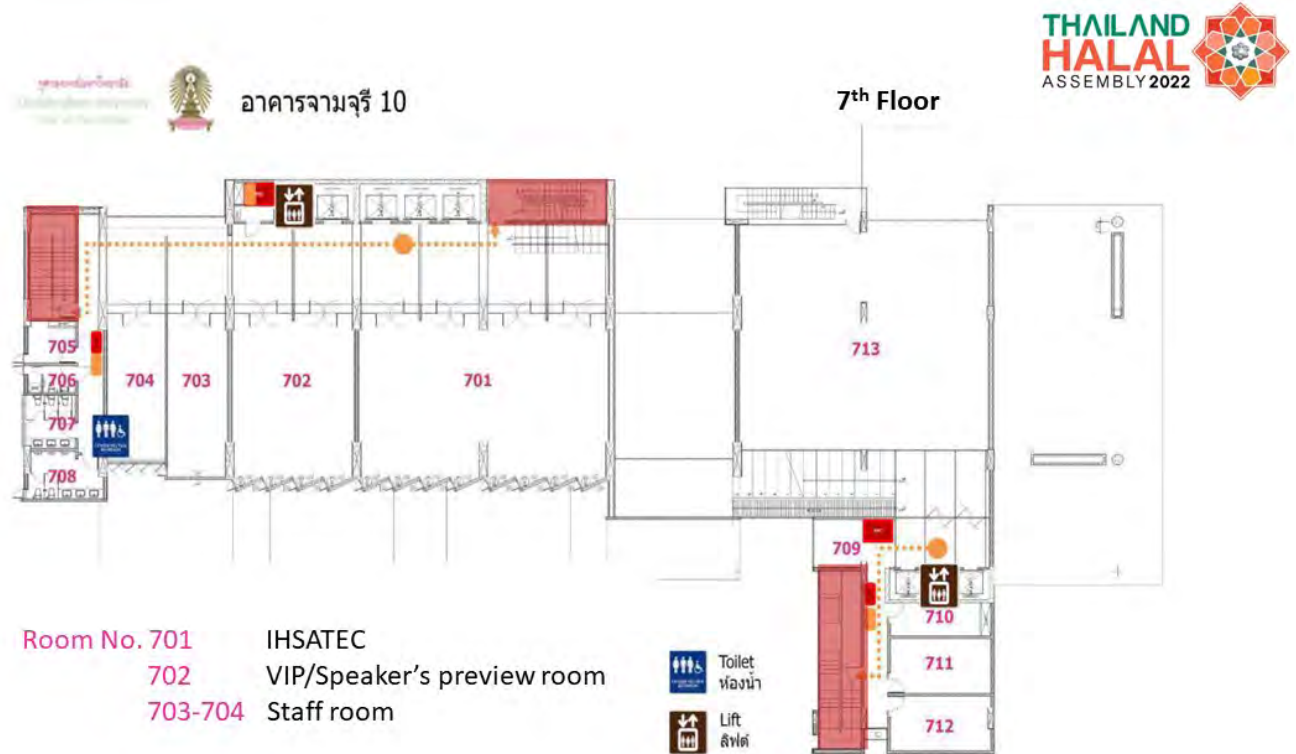 THAILAND
HALAL
ASSEMBLY 2022
อาคารจามจุรี 10
7th Floor
705
706
704
703
702
701
713
707
708
709
710
711
712
Room No. 701 IHSATEC
702 VIP/Speaker's preview room
703-704 Staff room
Toilet
ห้องน้ำ
Lift
ลิฟต์